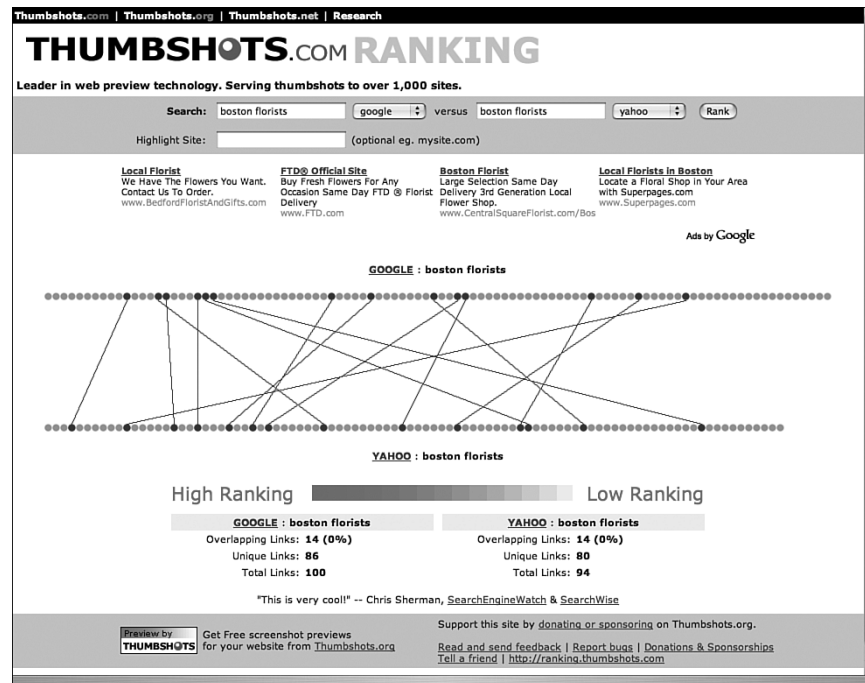 Thumbshots.com | Thumbshots.org | Thumbshots.net | Research
THUMBSHOTS.COM RANKING
Leader in web preview technology. Serving thumbshots to over 1,000 sites.
Search: boston florists google versus boston florists yahoo Rank
Highlight Site: (optional eg. mysite.com)
Local Florist
We Have The Flowers You Want.
Contact Us To Order.
www.BedfordFloristAndGifts.com
FTD® Official Site
Buy Fresh Flowers For Any
Occasion Same Day FTD ® Florist
Delivery
www.FTD.com
Boston Florist
Large Selection Same Day
Delivery 3rd Generation Local
Flower Shop.
www.CentralSquareFlorist.com/Bos
Local Florists in Boston
Locate a Floral Shop in Your Area
with Superpages.com
www.Superpages.com
Ads by Google
GOOGLE : boston florists
YAHOO : boston florists
High Ranking Low Ranking
GOOGLE : boston florists
Overlapping Links: 14 (0%)
Unique Links: 86
Total Links: 100
YAHOO : boston florists
Overlapping Links: 14 (0%)
Unique Links: 80
Total Links: 94
"This is very cool!" -- Chris Sherman, SearchEngineWatch & SearchWise
Preview by
THUMBSHOTS
Get Free screenshot previews
for your website from Thumbshots.org
Support this site by donating or sponsoring on Thumbshots.org.
Read and send feedback | Report bugs | Donations & Sponsorships
Tell a friend | http://ranking.thumbshots.com